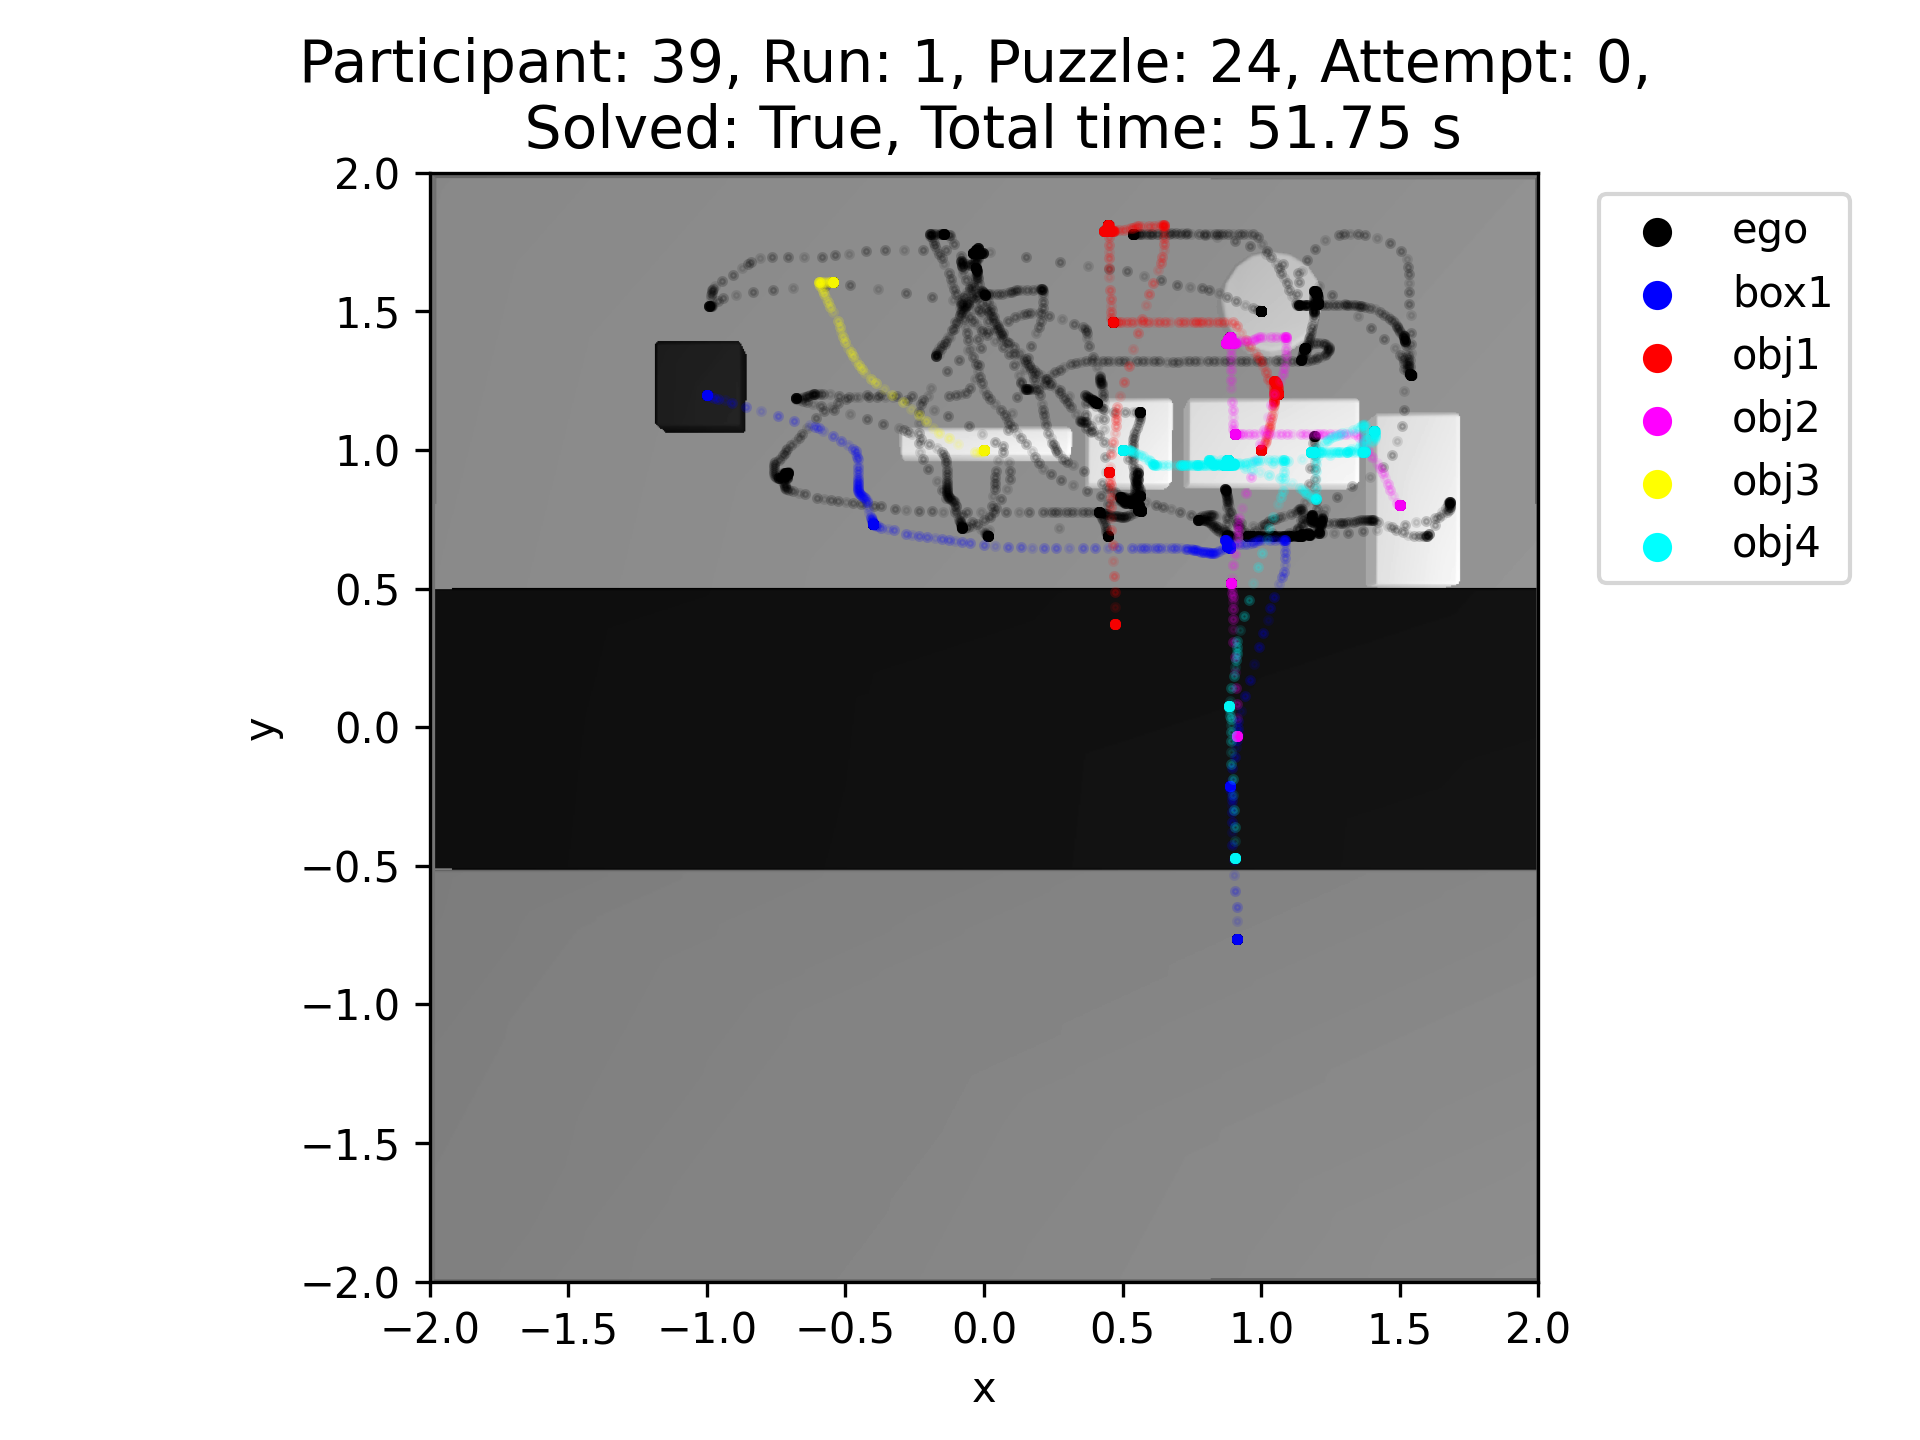 Participant: 39, Run: 1, Puzzle: 24, Attempt: 0,
Solved: True, Total time: 51.75 s
2.0
1.5
1.0
0.5
0.0
−0.5
−1.0
−1.5
−2.0
y
−2.0 −1.5 −1.0 −0.5 0.0 0.5 1.0 1.5 2.0
x
ego
box1
obj1
obj2
obj3
obj4